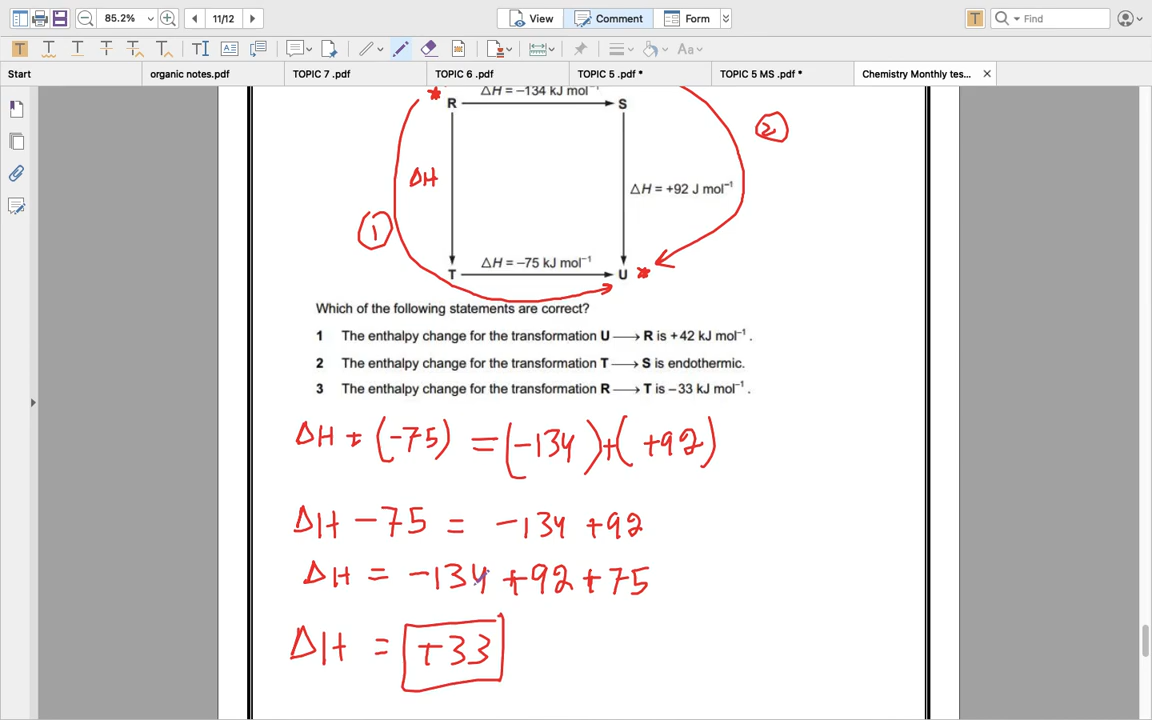 85.2%
11/12
View
Comment
Form
T
Find
T T T T T T TI Aa
Start
organic notes.pdf
TOPIC 7 .pdf
TOPIC 6 .pdf
TOPIC 5 .pdf *
TOPIC 5 MS .pdf *
Chemistry Monthly tes...
* R ΔH = –134 kJ mol⁻¹ S
2
ΔH
ΔH = +92 J mol⁻¹
1
T ΔH = –75 kJ mol⁻¹ U *
Which of the following statements are correct?
1 The enthalpy change for the transformation U ⟶ R is +42 kJ mol⁻¹ .
2 The enthalpy change for the transformation T ⟶ S is endothermic.
3 The enthalpy change for the transformation R ⟶ T is –33 kJ mol⁻¹ .
ΔH + (-75) = (-134) + (+92)
ΔH -75 = -134 +92
ΔH = -134 +92 +75
ΔH = +33